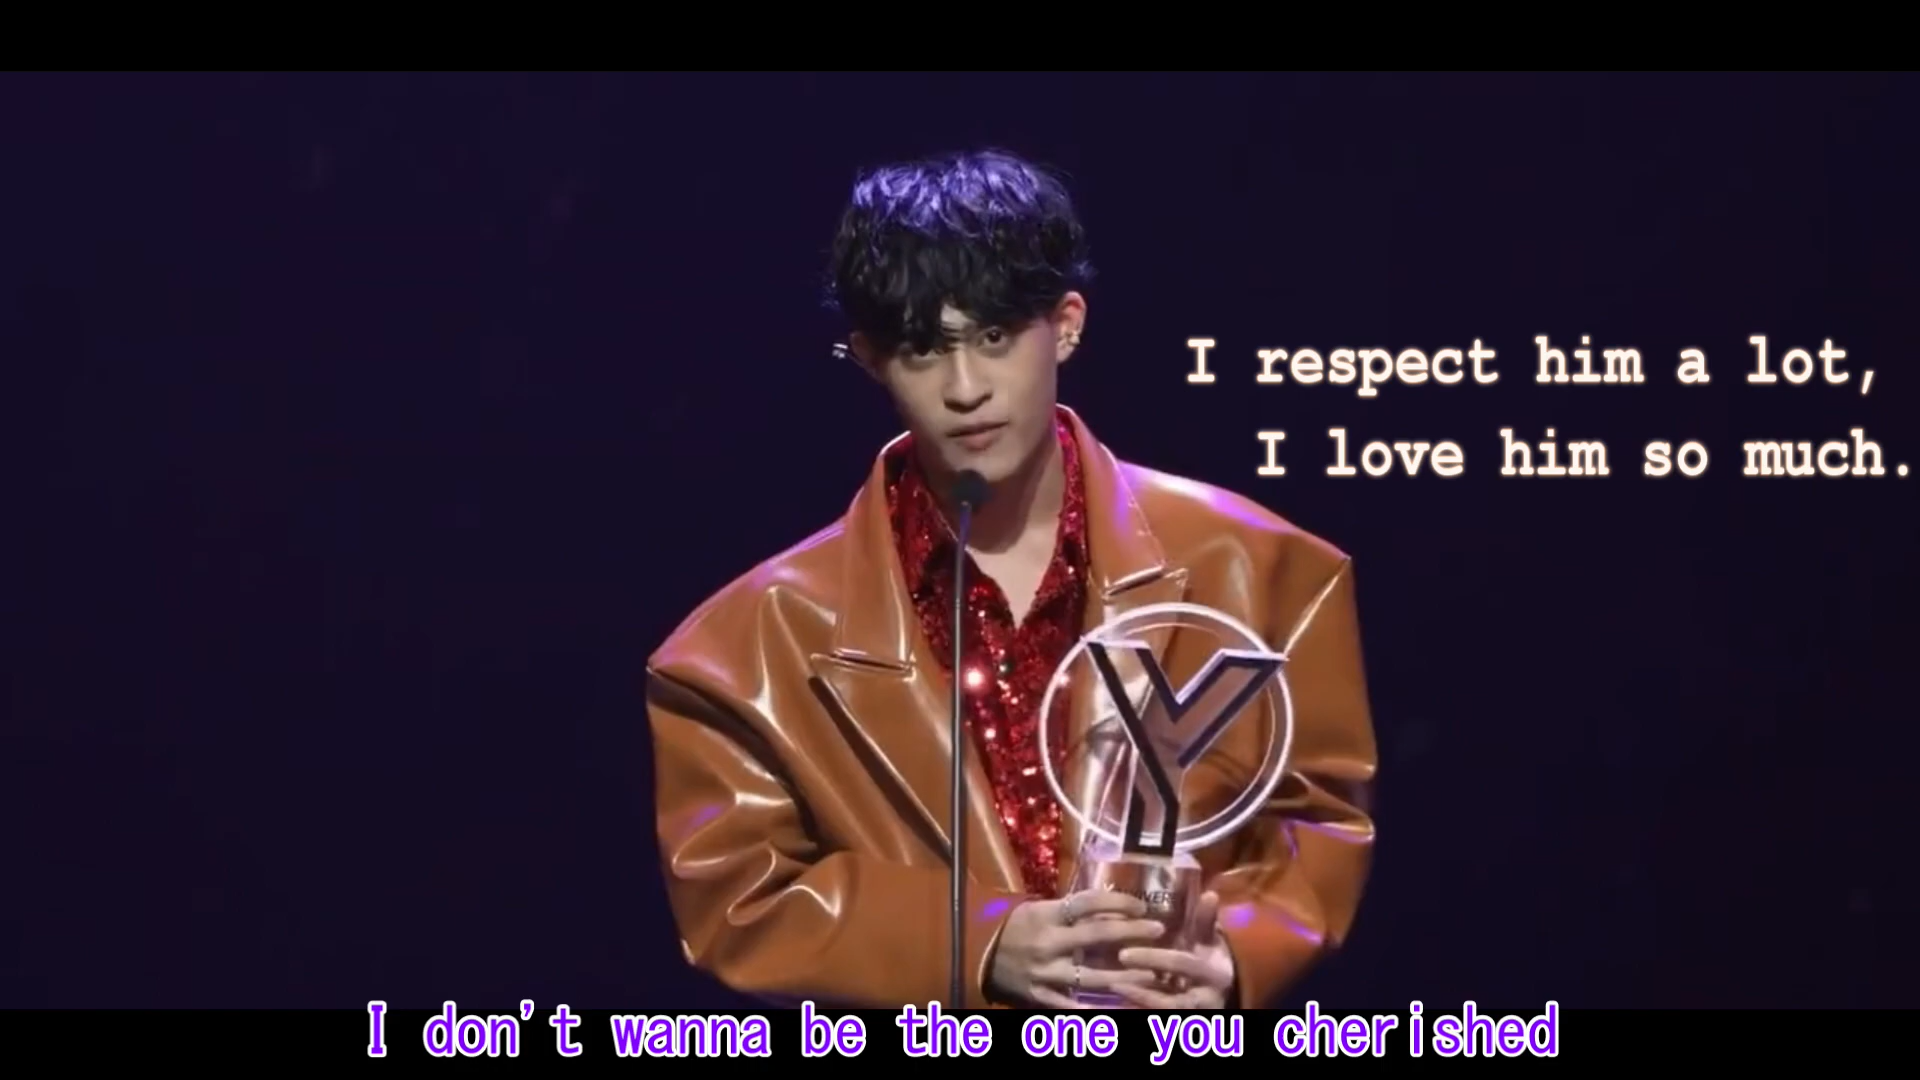 I respect him a lot,
I love him so much.
I don't wanna be the one you cherished